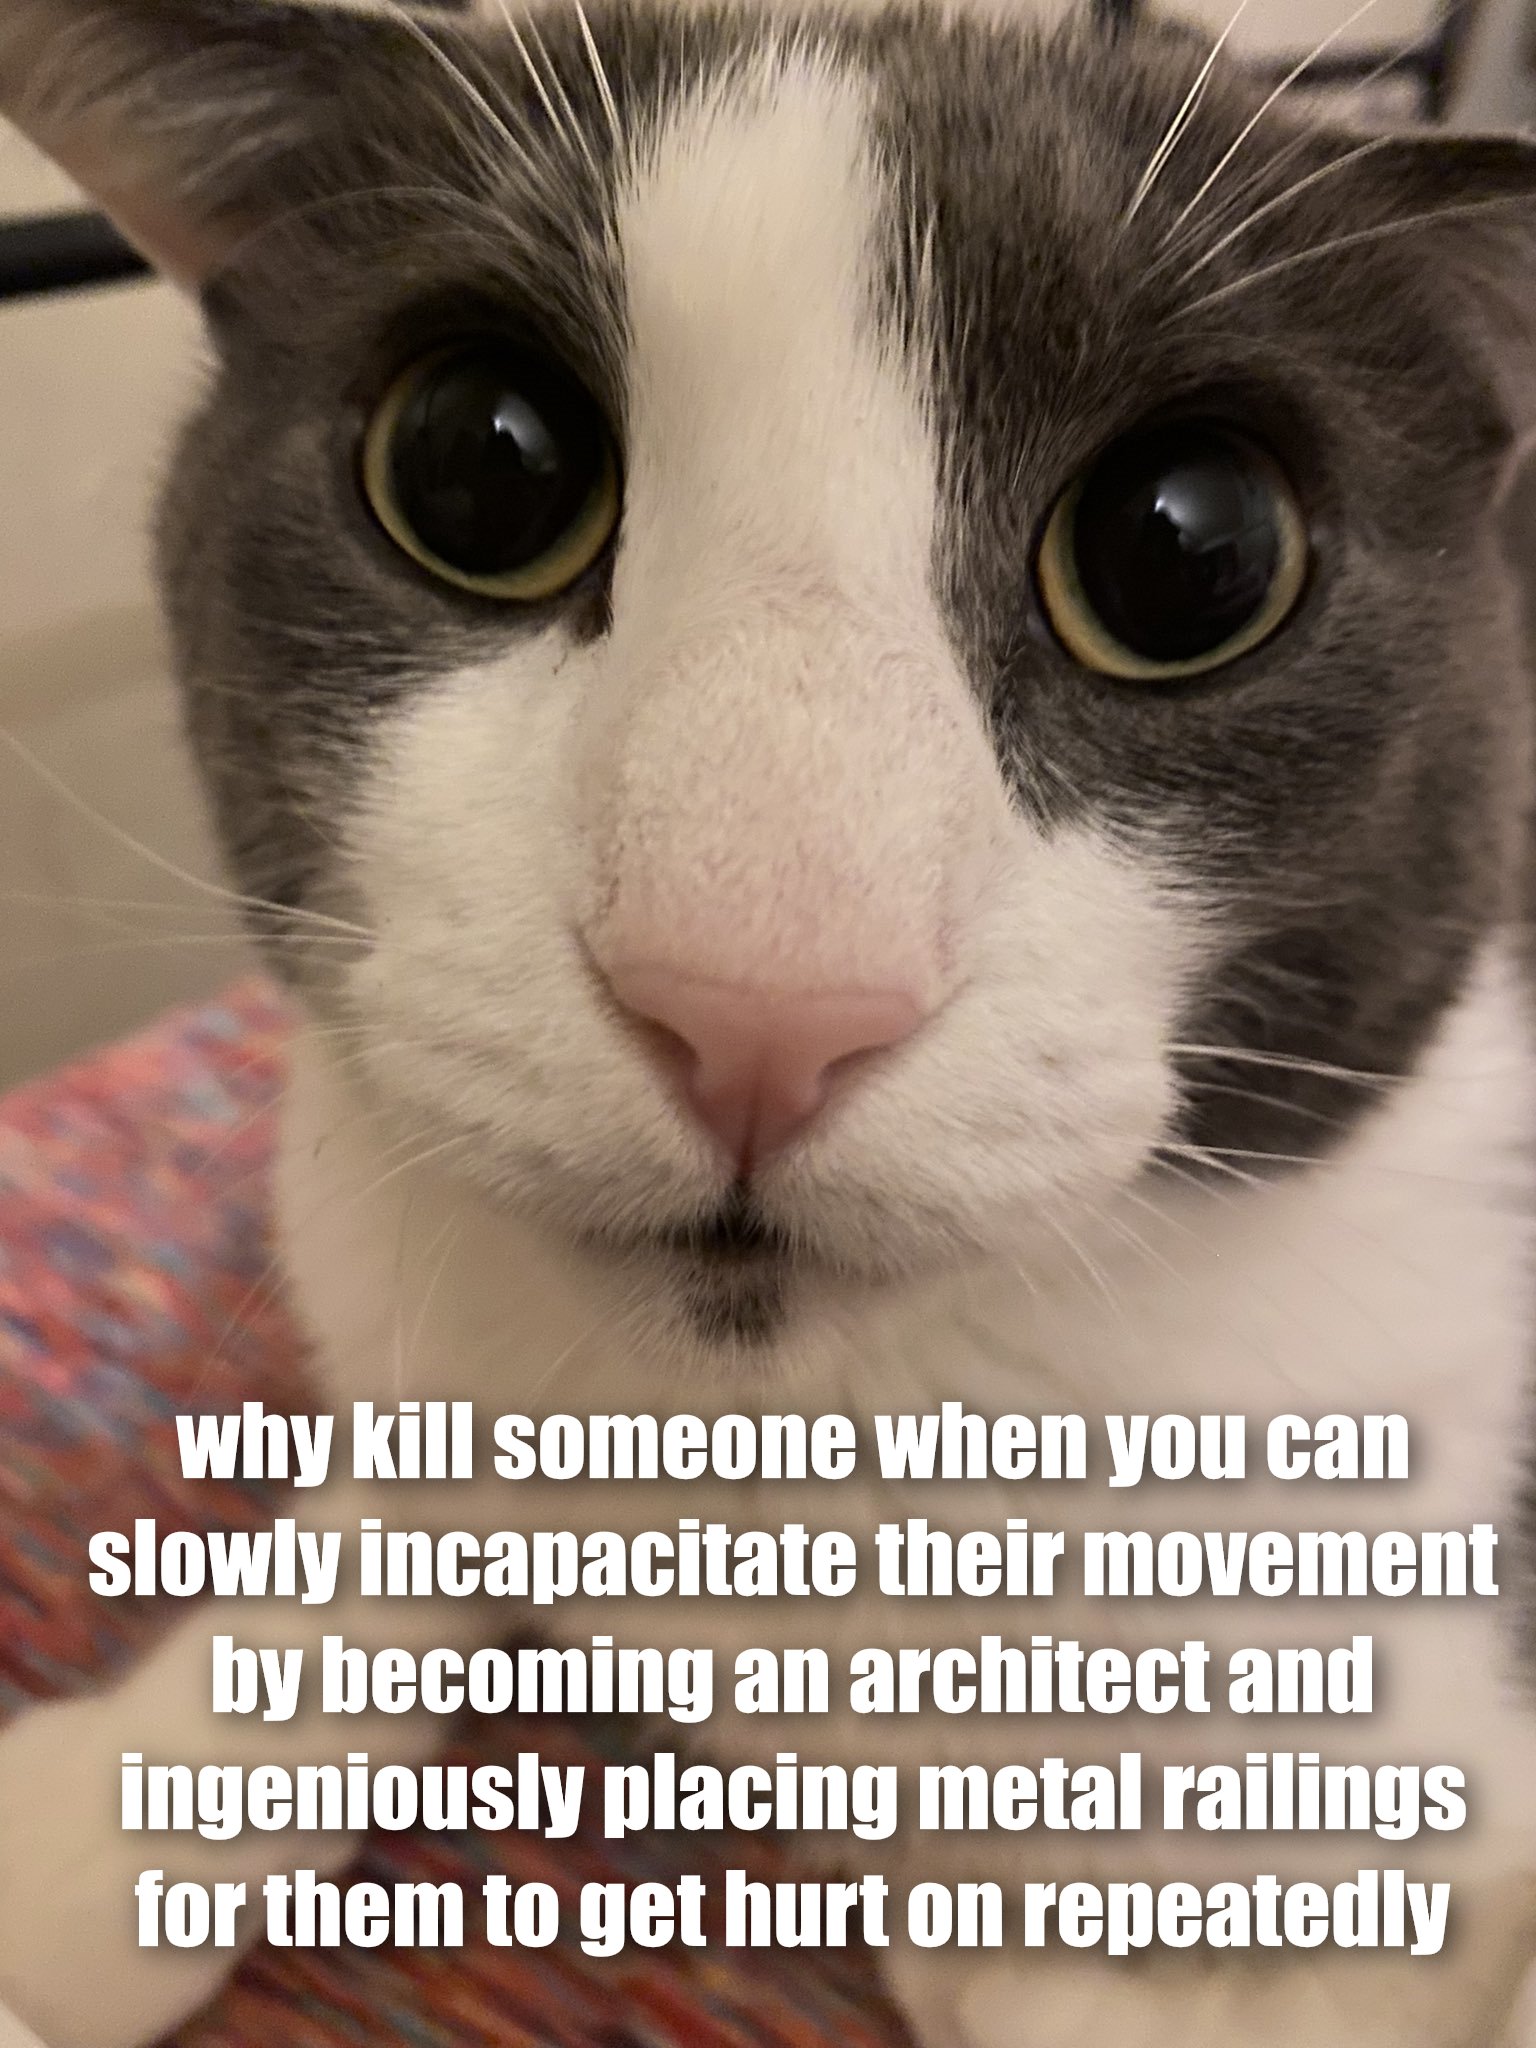 why kill someone when you can
slowly incapacitate their movement
by becoming an architect and
ingeniously placing metal railings
for them to get hurt on repeatedly